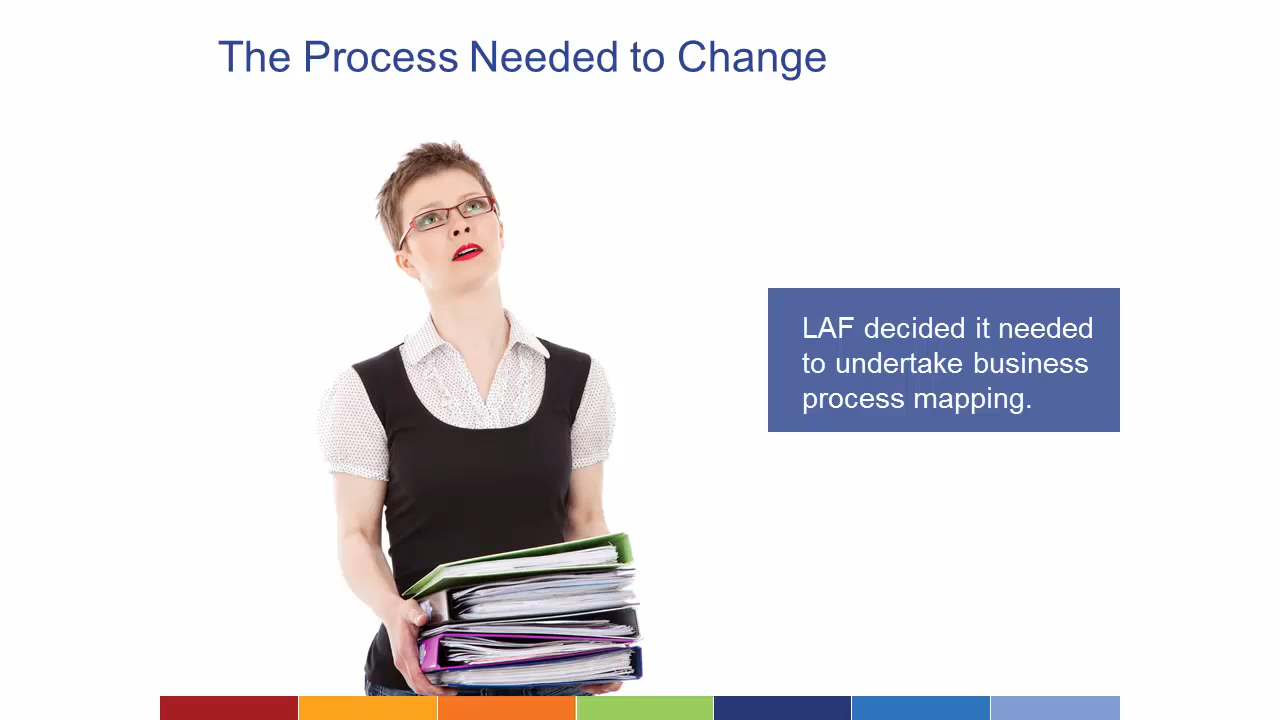 The Process Needed to Change
LAF decided it needed
to undertake business
process mapping.